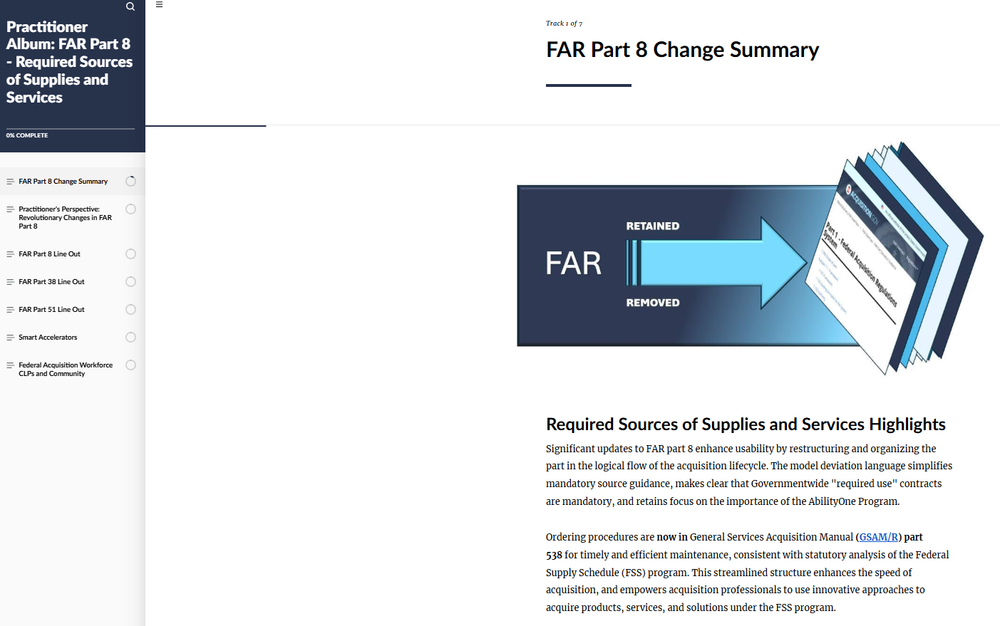 Practitioner
Album: FAR Part 8
- Required Sources
of Supplies and
Services
0% COMPLETE
FAR Part 8 Change Summary
Practitioner's Perspective:
Revolutionary Changes in FAR
Part 8
FAR Part 8 Line Out
FAR Part 38 Line Out
FAR Part 51 Line Out
Smart Accelerators
Federal Acquisition Workforce
CLPs and Community
Track 1 of 7
FAR Part 8 Change Summary
RETAINED
FAR
REMOVED
ACQUISITION.GOV
Part 1 - Federal Acquisition Regulations
System
Required Sources of Supplies and Services Highlights
Significant updates to FAR part 8 enhance usability by restructuring and organizing the
part in the logical flow of the acquisition lifecycle. The model deviation language simplifies
mandatory source guidance, makes clear that Governmentwide "required use" contracts
are mandatory, and retains focus on the importance of the AbilityOne Program.
Ordering procedures are now in General Services Acquisition Manual (GSAM/R) part
538 for timely and efficient maintenance, consistent with statutory analysis of the Federal
Supply Schedule (FSS) program. This streamlined structure enhances the speed of
acquisition, and empowers acquisition professionals to use innovative approaches to
acquire products, services, and solutions under the FSS program.